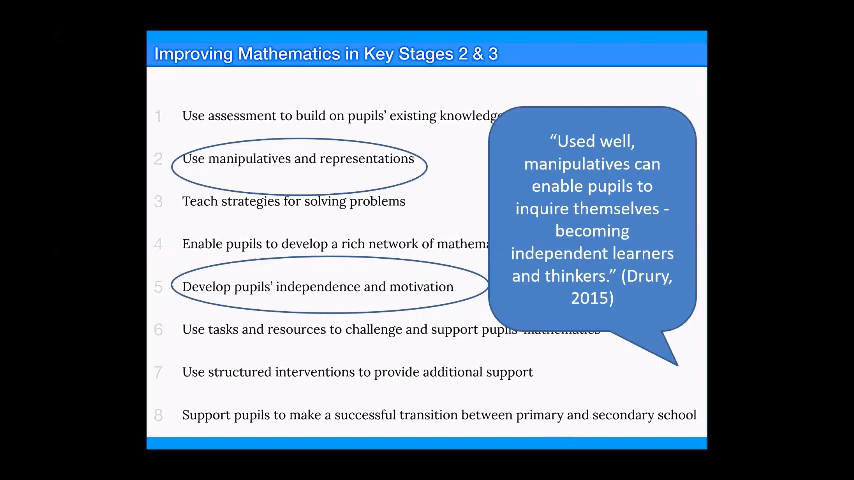 Improving Mathematics in Key Stages 2 & 3
1 Use assessment to build on pupils' existing knowledge
2 Use manipulatives and representations
3 Teach strategies for solving problems
4 Enable pupils to develop a rich network of
5 Develop pupils' independence and motivation
6 Use tasks and resources to challenge and support pupils' mathematics
7 Use structured interventions to provide additional support
8 Support pupils to make a successful transition between primary and secondary school
“Used well,
manipulatives can
enable pupils to
inquire themselves -
becoming
independent learners
and thinkers.” (Drury,
2015)